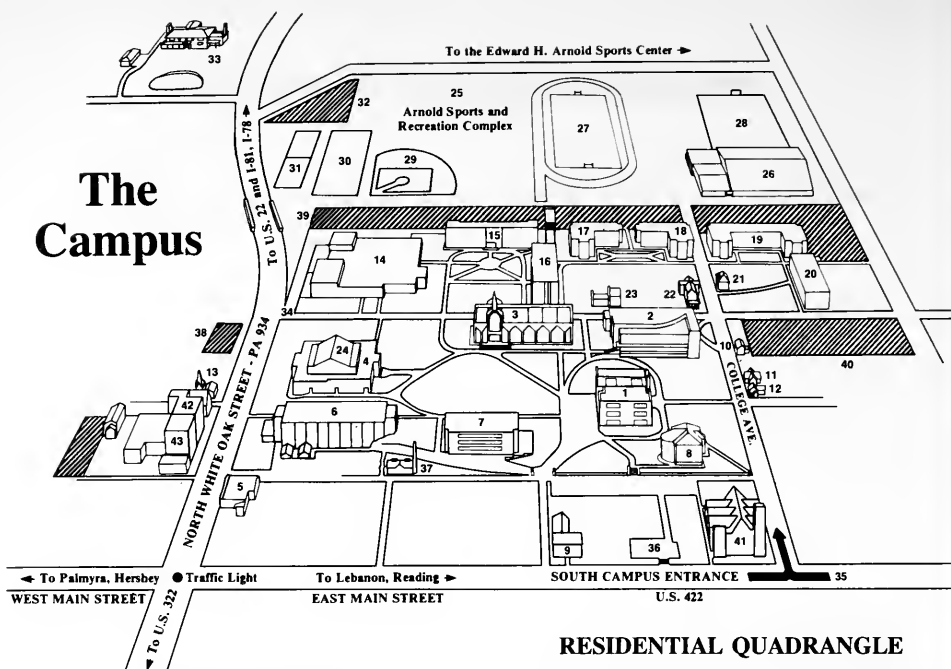 To the Edward H. Arnold Sports Center →
33
25
Arnold Sports and
Recreation Complex
32
27
28
31
30
29
26
The
Campus
To U.S. 22 and I-81, I-78 →
39
15
17
18
19
14
16
21
20
22
23
34
3
2
38
10
40
24
4
13
11
12
42
1
COLLEGE AVE.
6
7
43
8
NORTH WHITE OAK STREET - PA 934
37
5
41
9
36
← To Palmyra, Hershey
● Traffic Light
To Lebanon, Reading →
SOUTH CAMPUS ENTRANCE
35
WEST MAIN STREET
EAST MAIN STREET
U.S. 422
← To U.S. 322
RESIDENTIAL QUADRANGLE